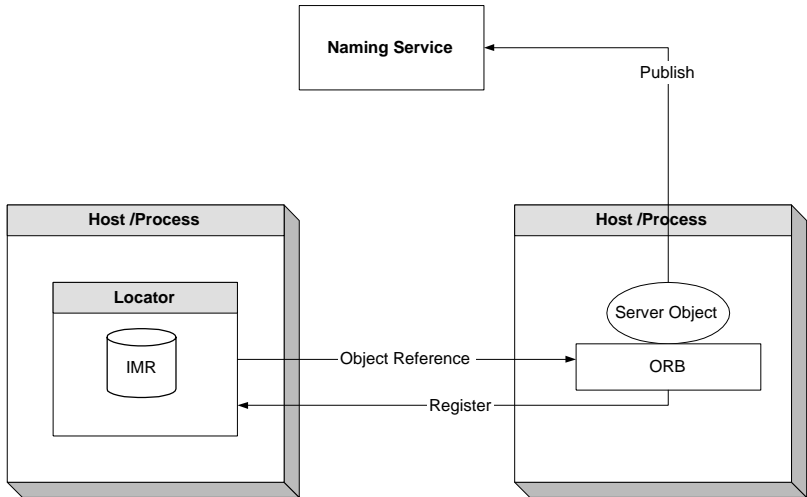 Naming Service
Publish
Host /Process
Host /Process
Locator
Server Object
IMR
Object Reference
ORB
Register